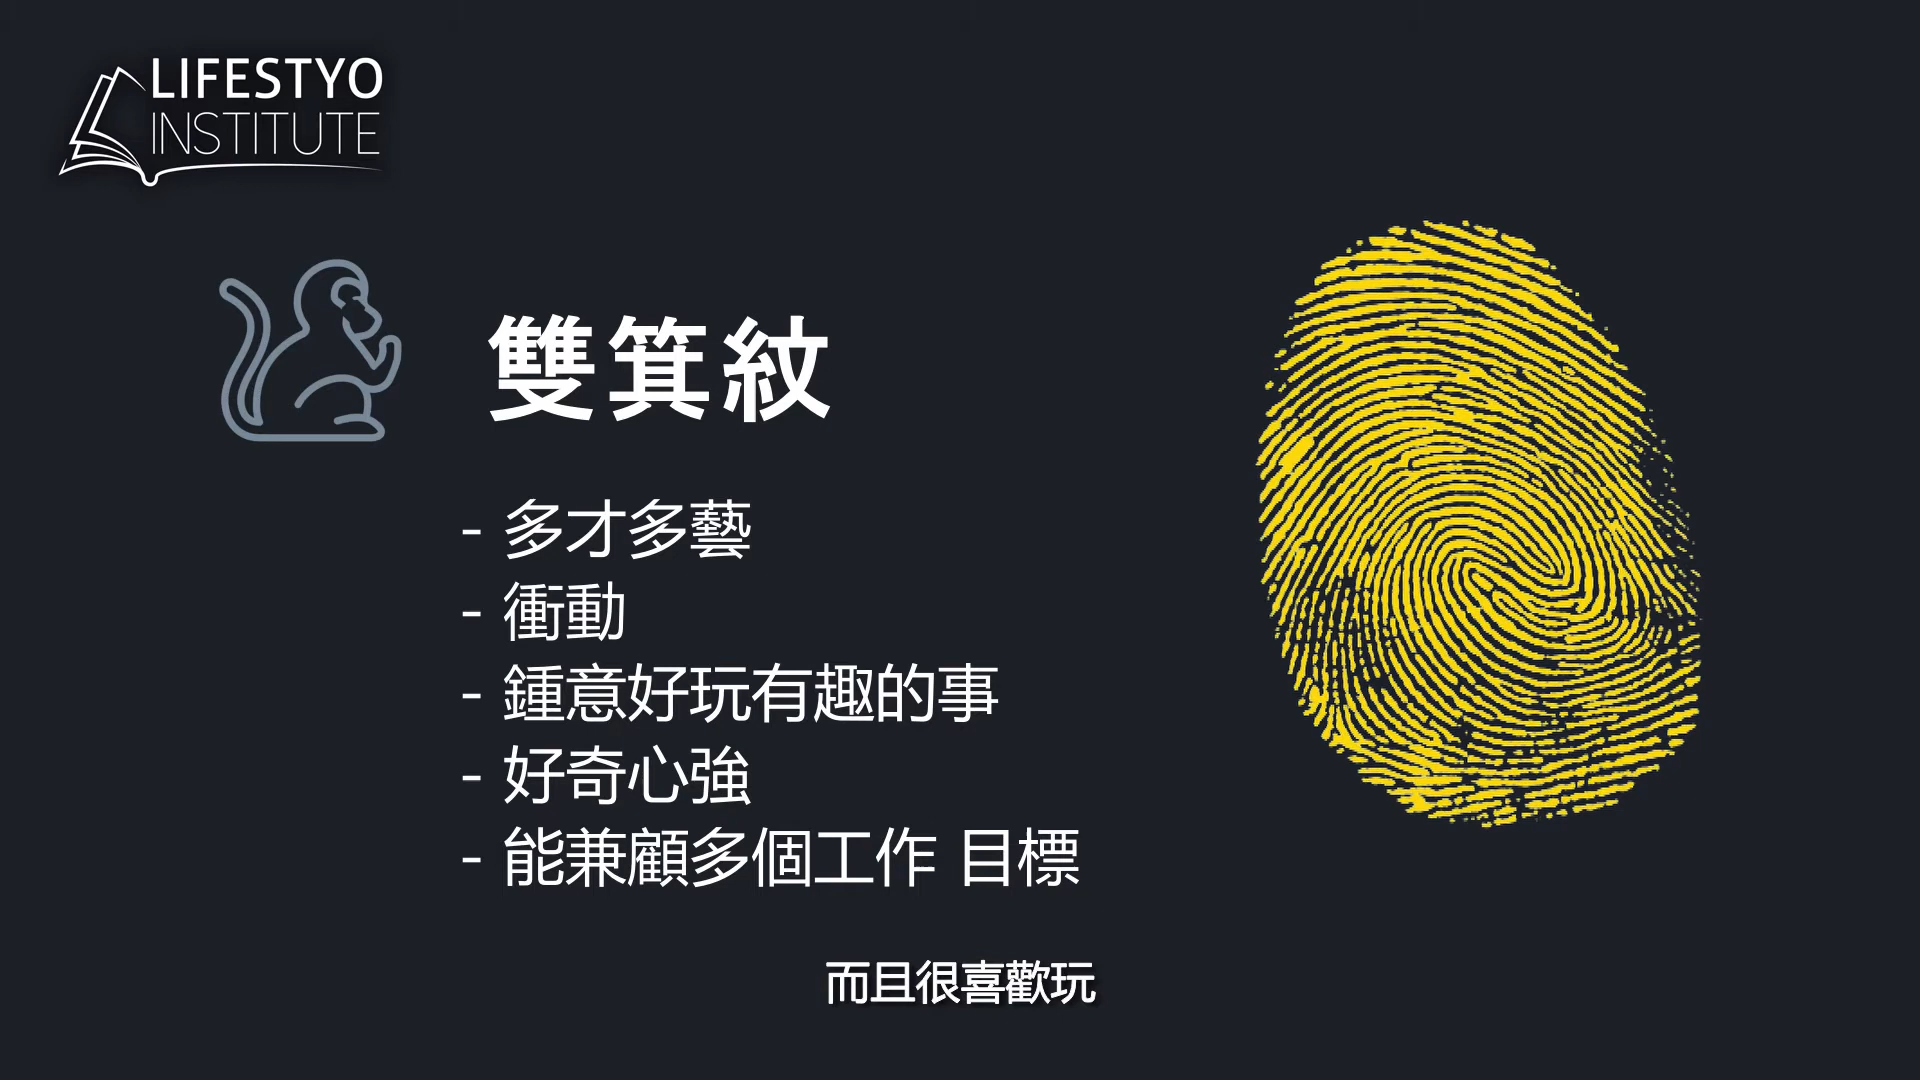 LIFESTYO
INSTITUTE
雙箕紋
- 多才多藝
- 衝動
- 鍾意好玩有趣的事
- 好奇心強
- 能兼顧多個工作 目標
而且很喜歡玩